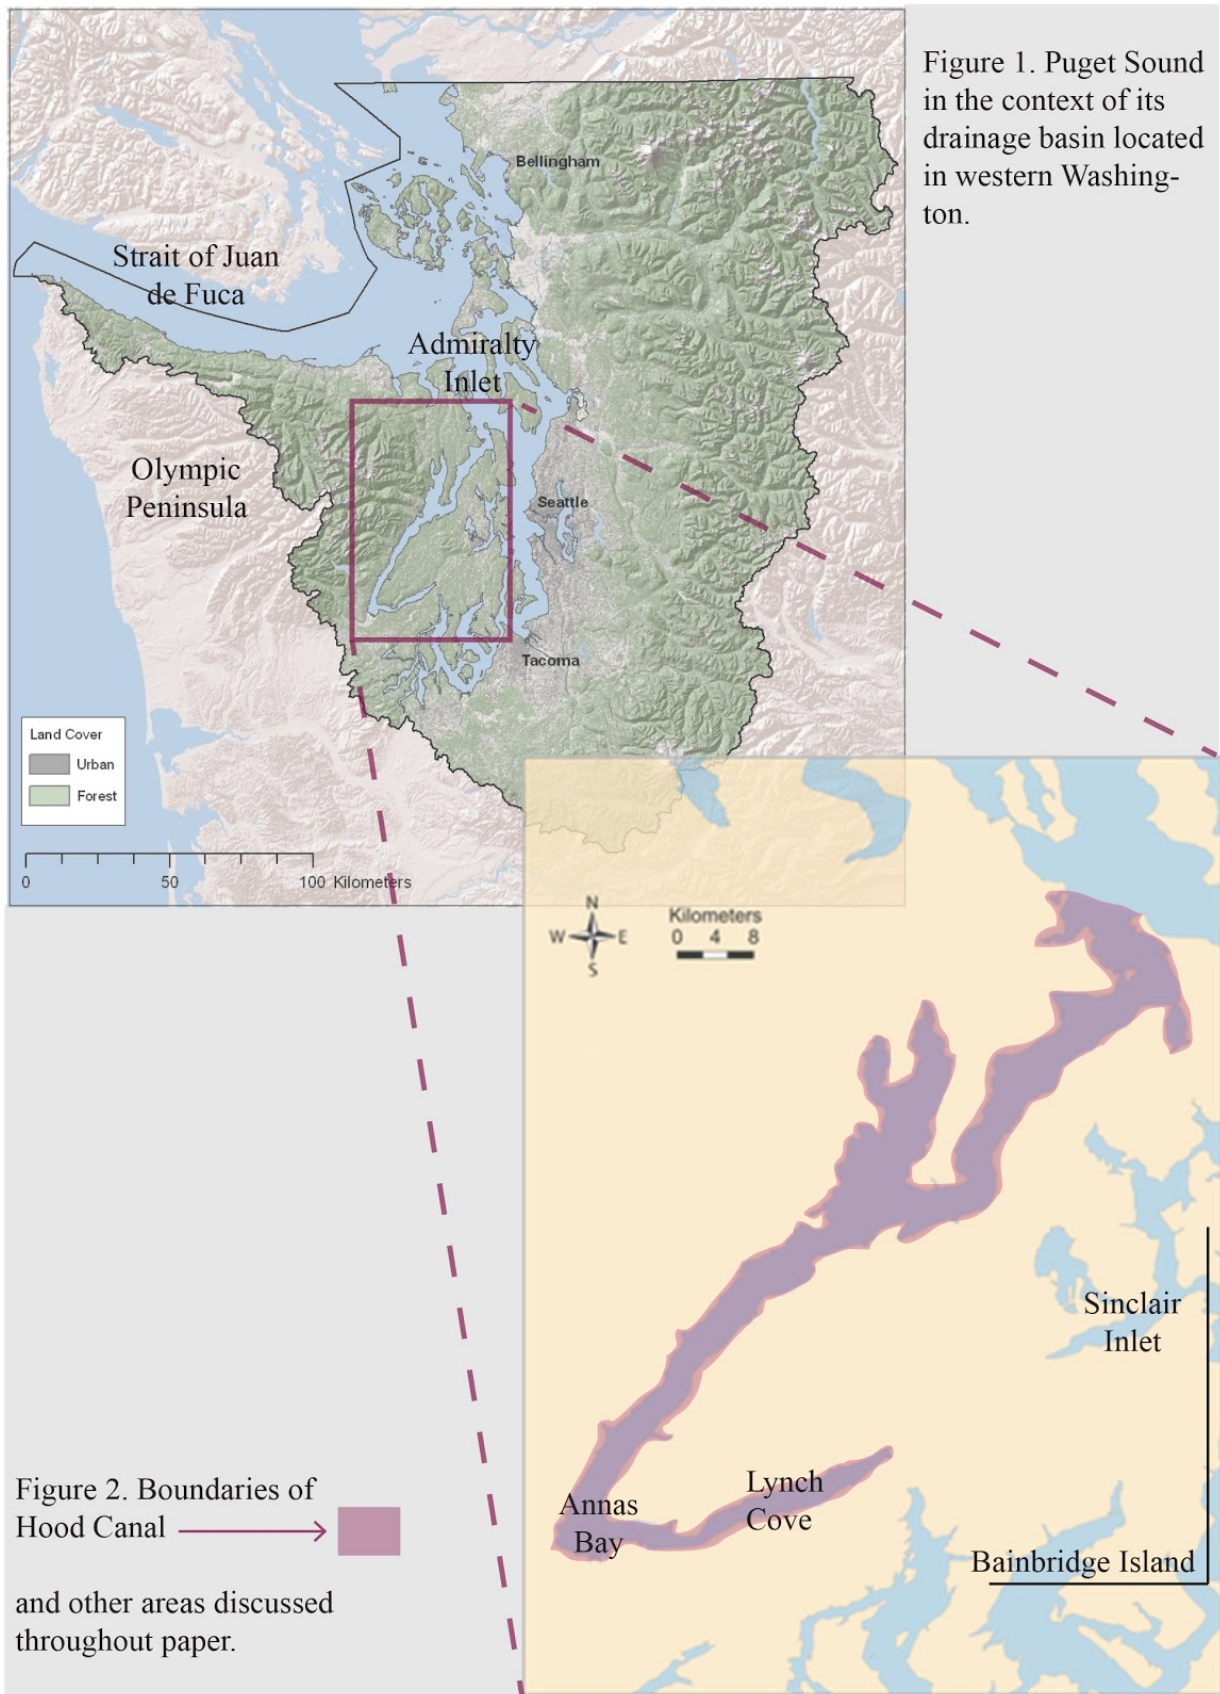 Figure 1. Puget Sound
in the context of its
drainage basin located
in western Washing-
ton.
Bellingham
Strait of Juan
de Fuca
Admiralty
Inlet
Olympic
Peninsula
Seattle
Tacoma
Land Cover
Urban
Forest
0 50 100 Kilometers
N
W E
S
Kilometers
0 4 8
Sinclair
Inlet
Lynch
Cove
Annas
Bay
Bainbridge Island
Figure 2. Boundaries of
Hood Canal
and other areas discussed
throughout paper.